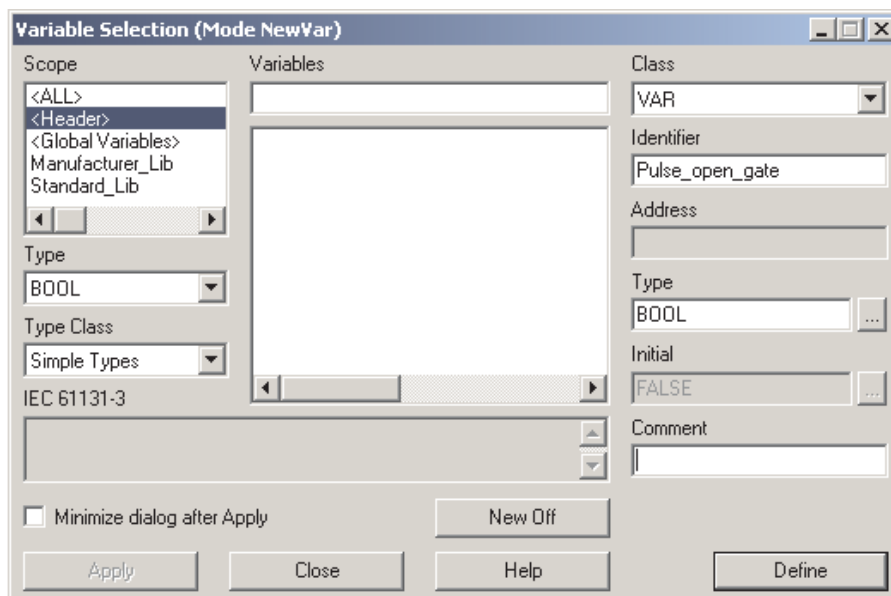 Variable Selection (Mode NewVar)
Scope
<ALL>
<Header>
<Global Variables>
Manufacturer_Lib
Standard_Lib
Type
BOOL
Type Class
Simple Types
IEC 61131-3
Variables
Class
VAR
Identifier
Pulse_open_gate
Address
Type
BOOL
...
Initial
FALSE
...
Comment
Minimize dialog after Apply
New Off
Apply
Close
Help
Define